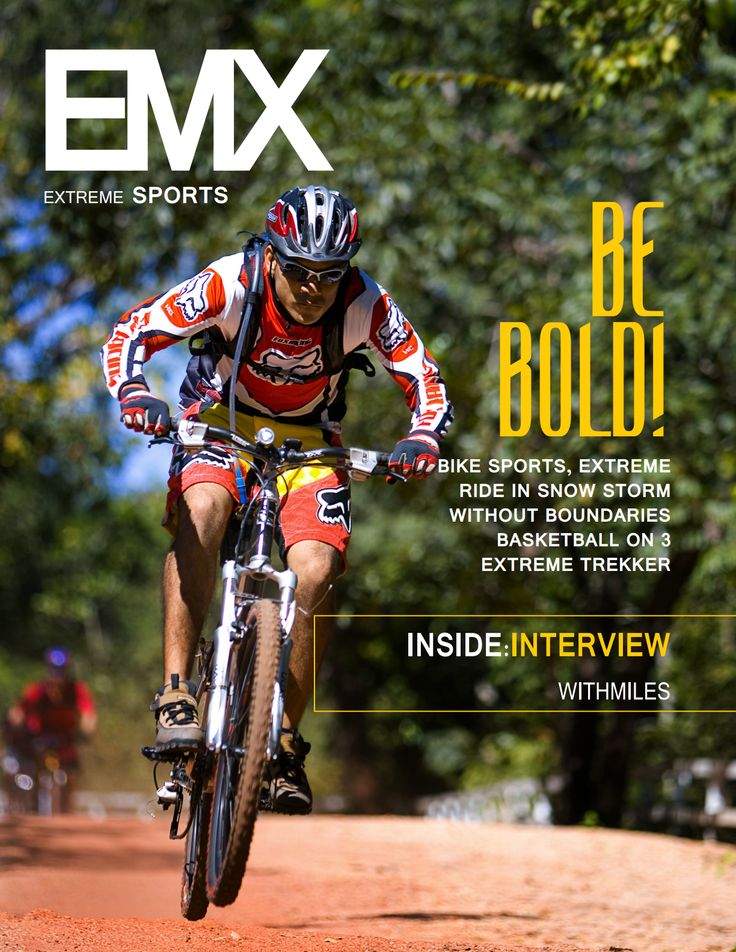 EMX
EXTREME SPORTS
BE
BOLD!
BIKE SPORTS, EXTREME
RIDE IN SNOW STORM
WITHOUT BOUNDARIES
BASKETBALL ON 3
EXTREME TREKKER
INSIDE:INTERVIEW
WITHMILES